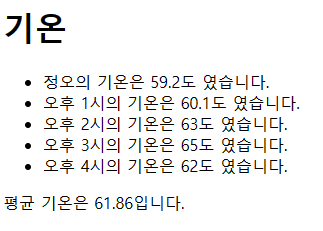 기온
정오의 기온은 59.2도 였습니다.
오후 1시의 기온은 60.1도 였습니다.
오후 2시의 기온은 63도 였습니다.
오후 3시의 기온은 65도 였습니다.
오후 4시의 기온은 62도 였습니다.
평균 기온은 61.86입니다.